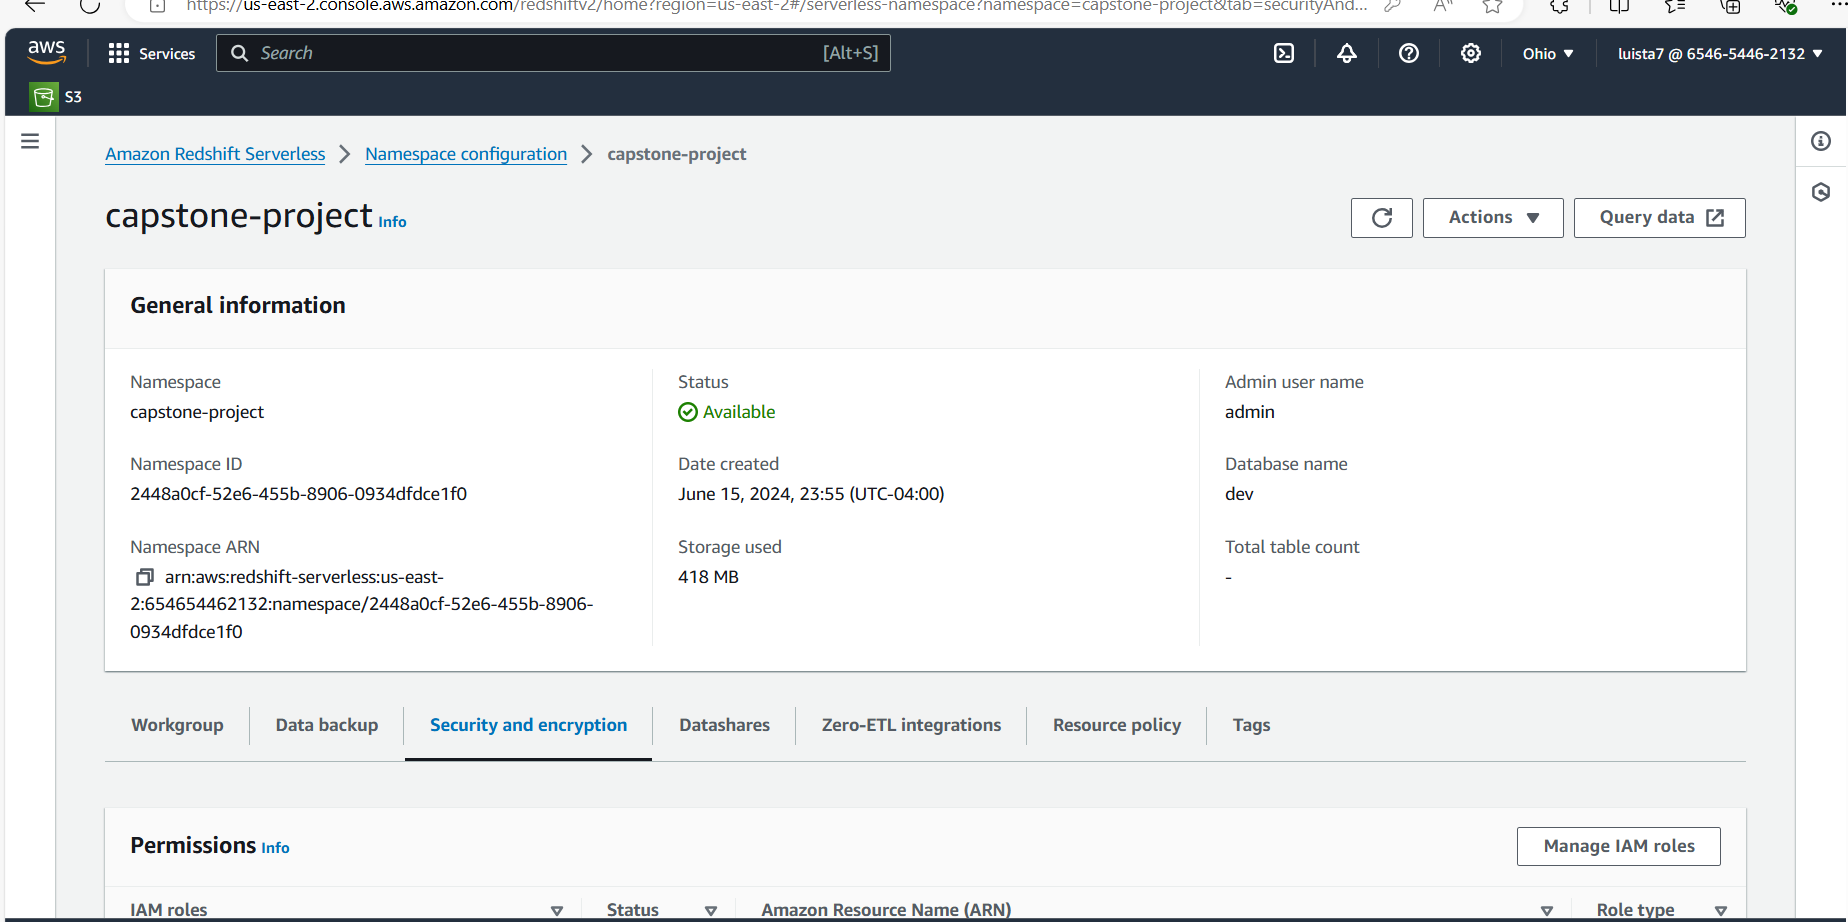 https://us-east-2.console.aws.amazon.com/redshiftv2/home?region=us-east-2#/serverless-namespace?namespace=capstone-project&tab=securityAnd...
aws Services Search [Alt+S] Ohio luista7 @ 6546-5446-2132
S3
Amazon Redshift Serverless > Namespace configuration > capstone-project
capstone-project Info Actions Query data
General information
Namespace
capstone-project
Namespace ID
2448a0cf-52e6-455b-8906-0934dfdce1f0
Namespace ARN
arn:aws:redshift-serverless:us-east-
2:654654462132:namespace/2448a0cf-52e6-455b-8906-
0934dfdce1f0
Status
Available
Date created
June 15, 2024, 23:55 (UTC-04:00)
Storage used
418 MB
Admin user name
admin
Database name
dev
Total table count
-
Workgroup Data backup Security and encryption Datashares Zero-ETL integrations Resource policy Tags
Permissions Info Manage IAM roles
IAM roles Status Amazon Resource Name (ARN) Role type